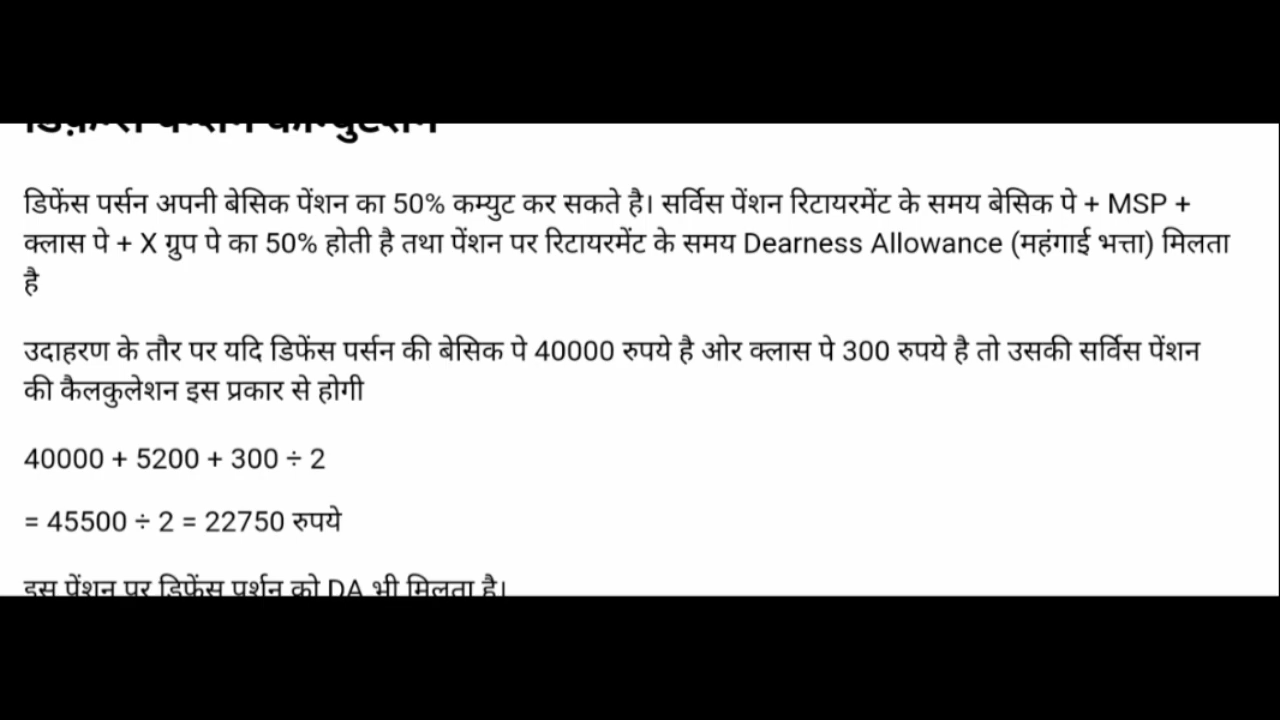 डिफेंस पर्सन अपनी बेसिक पेंशन का 50% कम्युट कर सकते है। सर्विस पेंशन रिटायरमेंट के समय बेसिक पे + MSP +
क्लास पे + X ग्रुप पे का 50% होती है तथा पेंशन पर रिटायरमेंट के समय Dearness Allowance (महंगाई भत्ता) मिलता
है
उदाहरण के तौर पर यदि डिफेंस पर्सन की बेसिक पे 40000 रुपये है ओर क्लास पे 300 रुपये है तो उसकी सर्विस पेंशन
की कैलकुलेशन इस प्रकार से होगी
40000 + 5200 + 300 ÷ 2
= 45500 ÷ 2 = 22750 रुपये
इस पेंशन पर डिफेंस पर्शन को DA भी मिलता है।